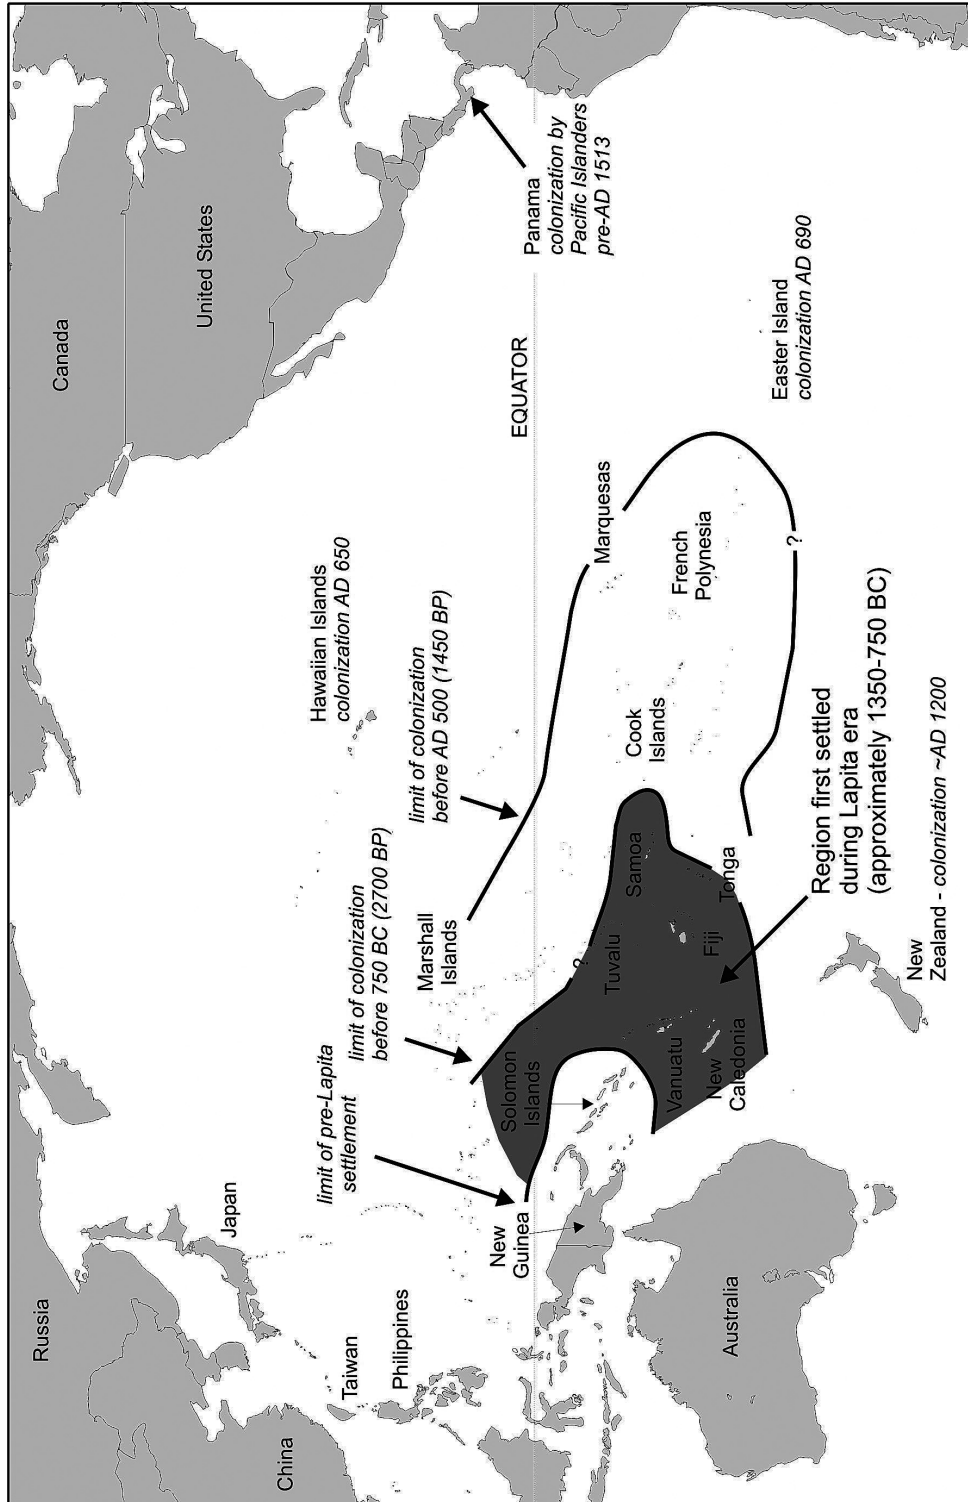 Russia
Canada
China
Japan
United States
Taiwan
Philippines
Hawaiian Islands
colonization AD 650
limit of pre-Lapita
settlement
limit of colonization
before 750 BC (2700 BP)
limit of colonization
before AD 500 (1450 BP)
Marshall
Islands
EQUATOR
Panama
colonization by
Pacific Islanders
pre-AD 1513
New
Guinea
Solomon
Islands
?
Tuvalu
Samoa
Cook
Islands
Marquesas
French
Polynesia
Vanuatu
New
Caledonia
Fiji
Tonga
?
Easter Island
colonization AD 690
Australia
Region first settled
during Lapita era
(approximately 1350-750 BC)
New
Zealand - colonization ~AD 1200